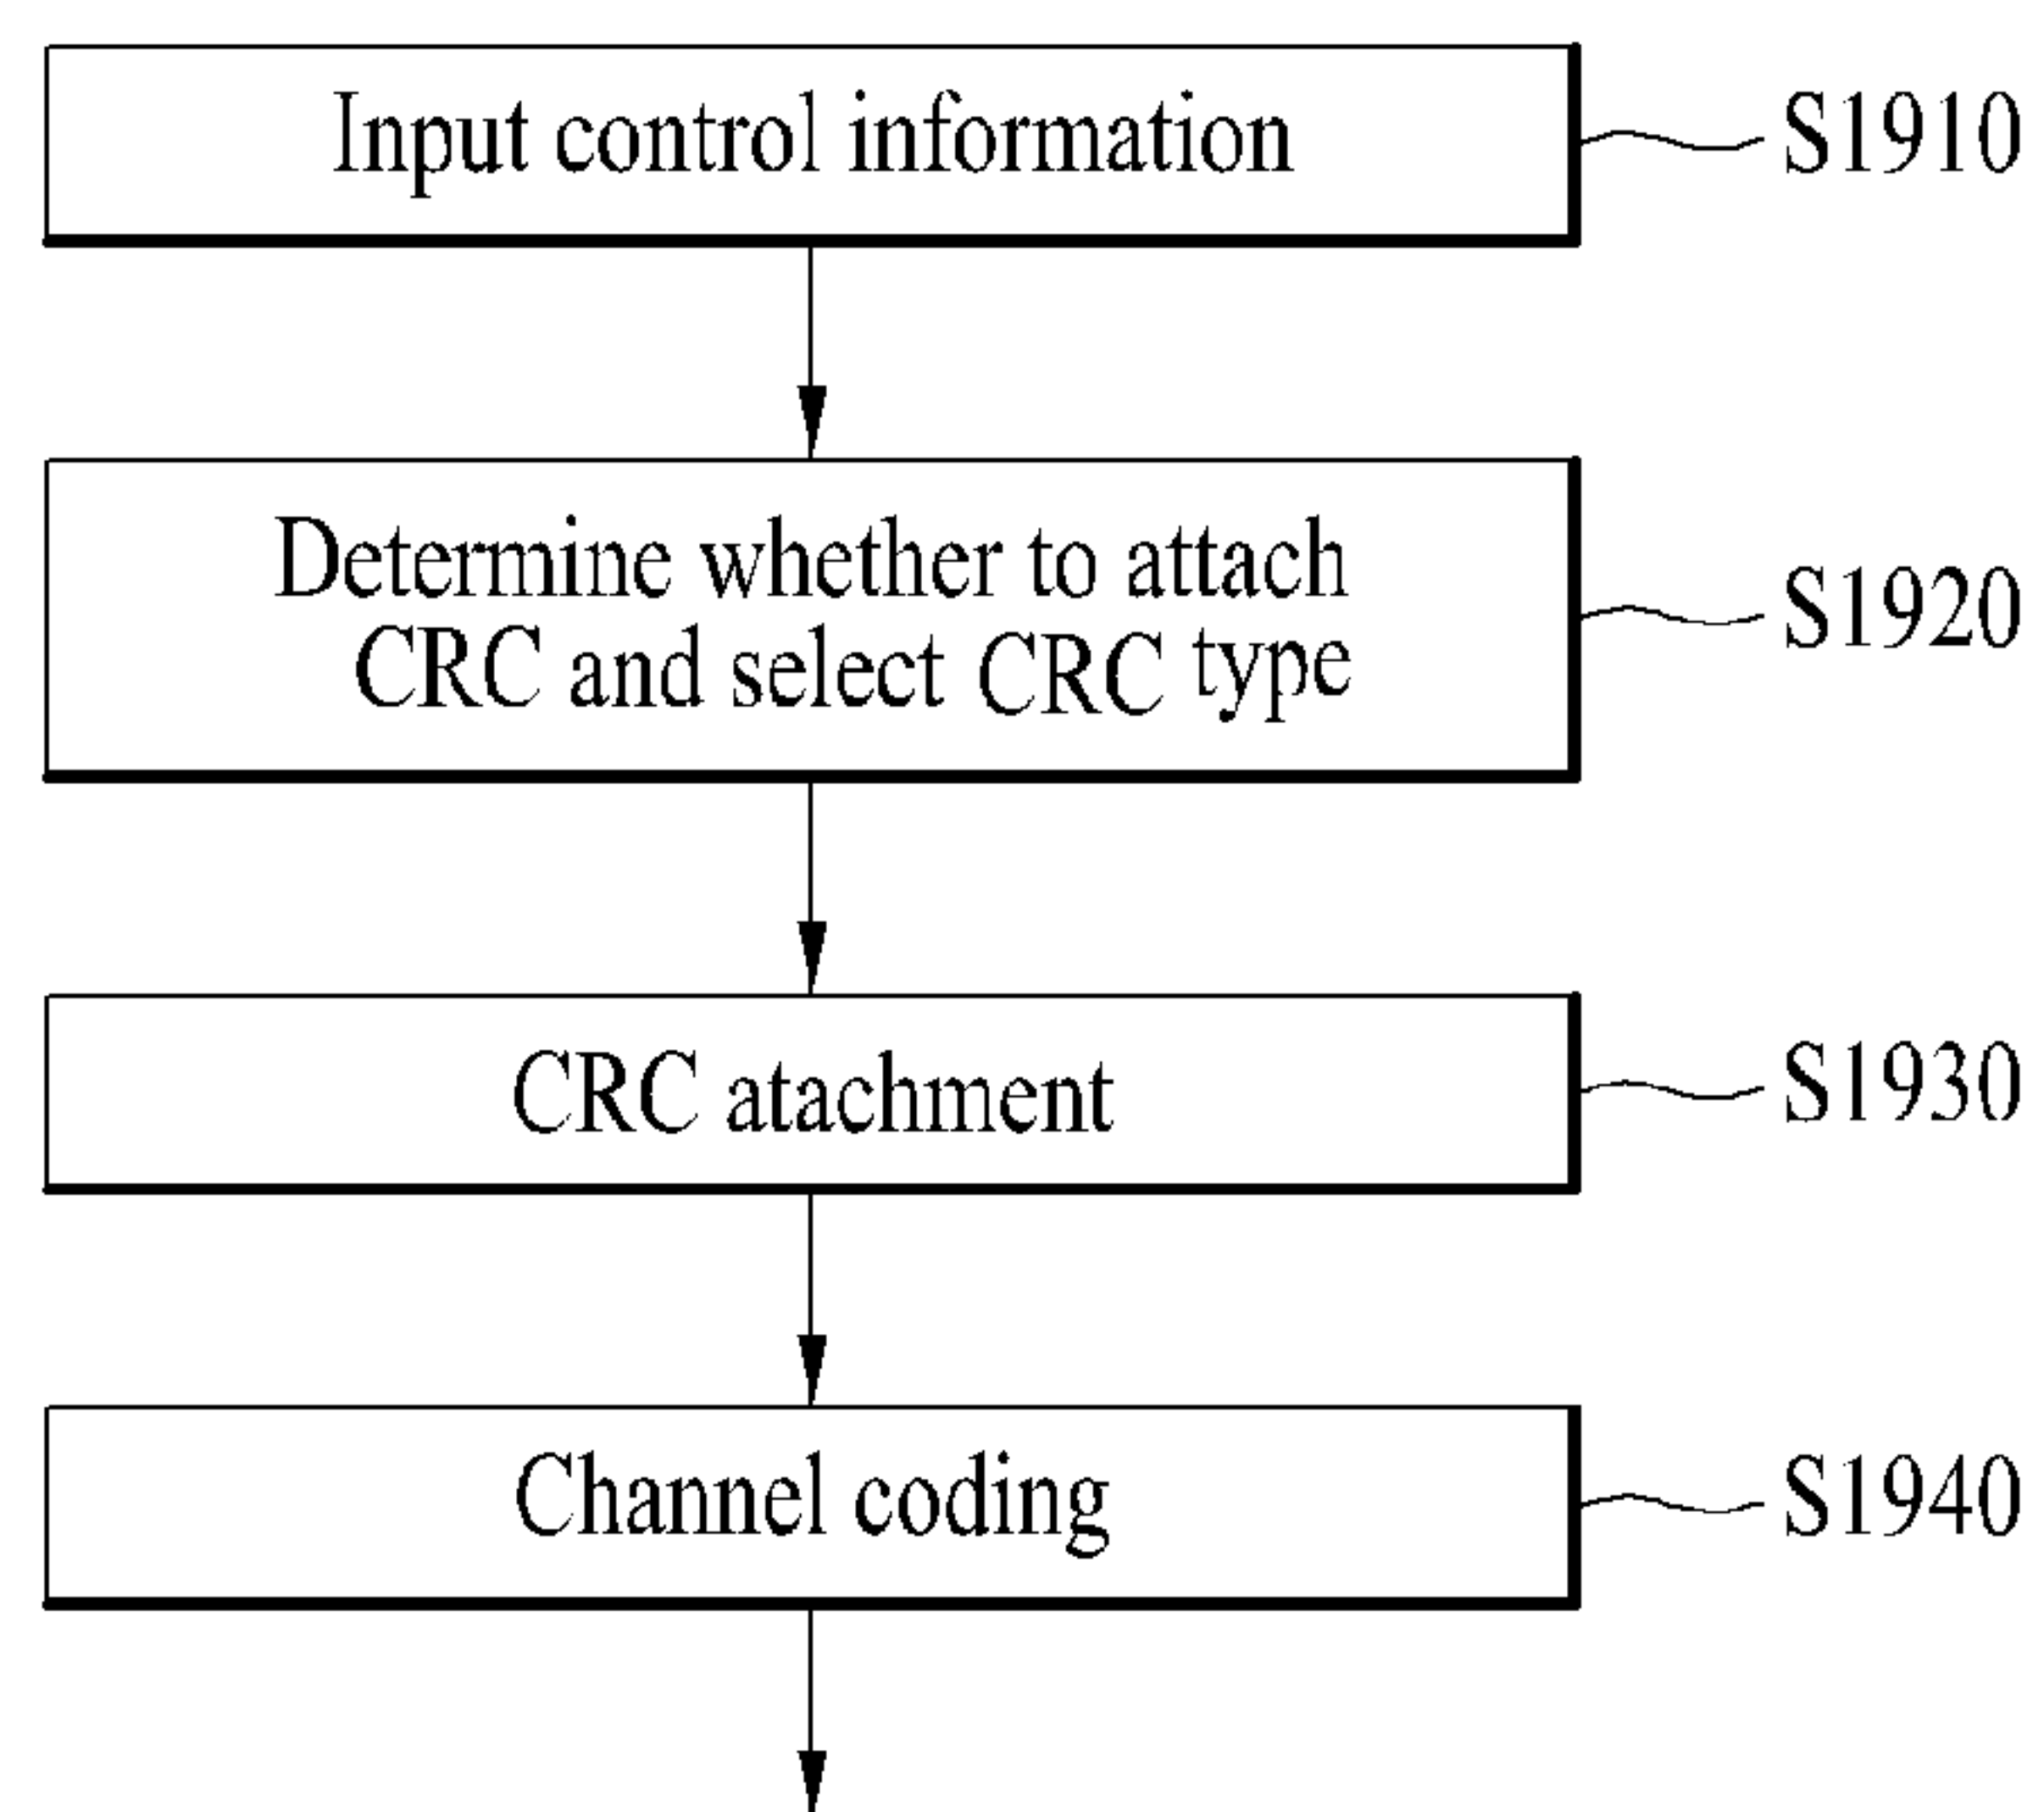 Input control information
S1910
Determine whether to attach
CRC and select CRC type
S1920
CRC atachment
S1930
Channel coding
S1940